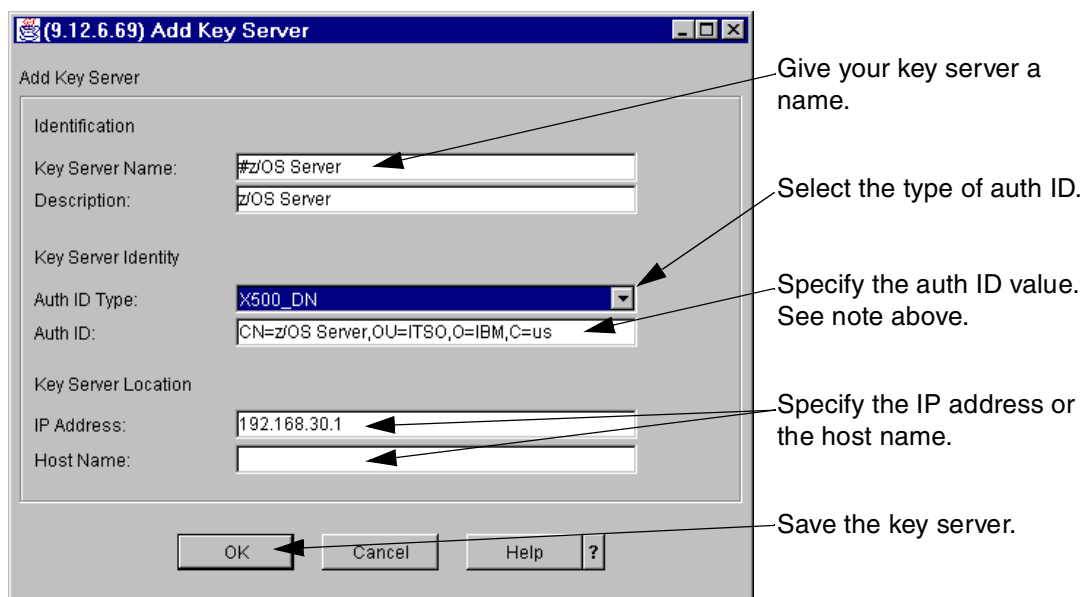 (9.12.6.69) Add Key Server
Add Key Server
Give your key server a
name.
Identification
Key Server Name: #z/OS Server
Description: z/OS Server
Select the type of auth ID.
Key Server Identity
Auth ID Type: X500_DN
Auth ID: CN=z/OS Server,OU=ITSO,O=IBM,C=us
Specify the auth ID value.
See note above.
Key Server Location
IP Address: 192.168.30.1
Host Name:
Specify the IP address or
the host name.
OK Cancel Help ?
Save the key server.